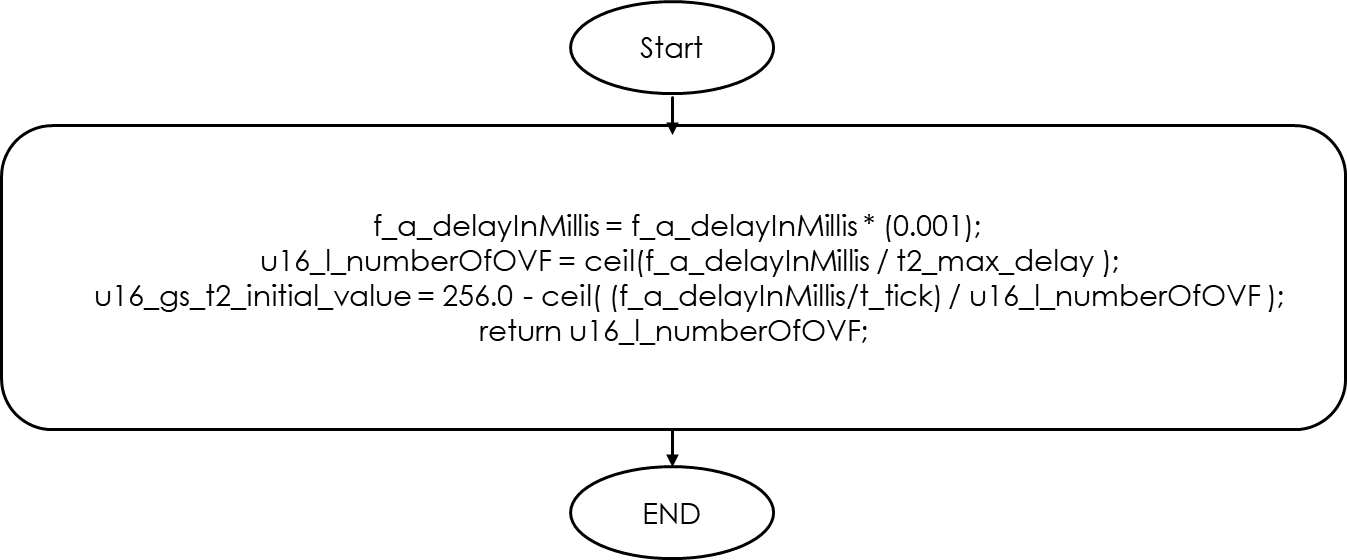 Start
f_a_delayInMillis = f_a_delayInMillis * (0.001);
u16_l_numberOfOVF = ceil(f_a_delayInMillis / t2_max_delay );
u16_gs_t2_initial_value = 256.0 - ceil( (f_a_delayInMillis/t_tick) / u16_l_numberOfOVF );
return u16_l_numberOfOVF;
END